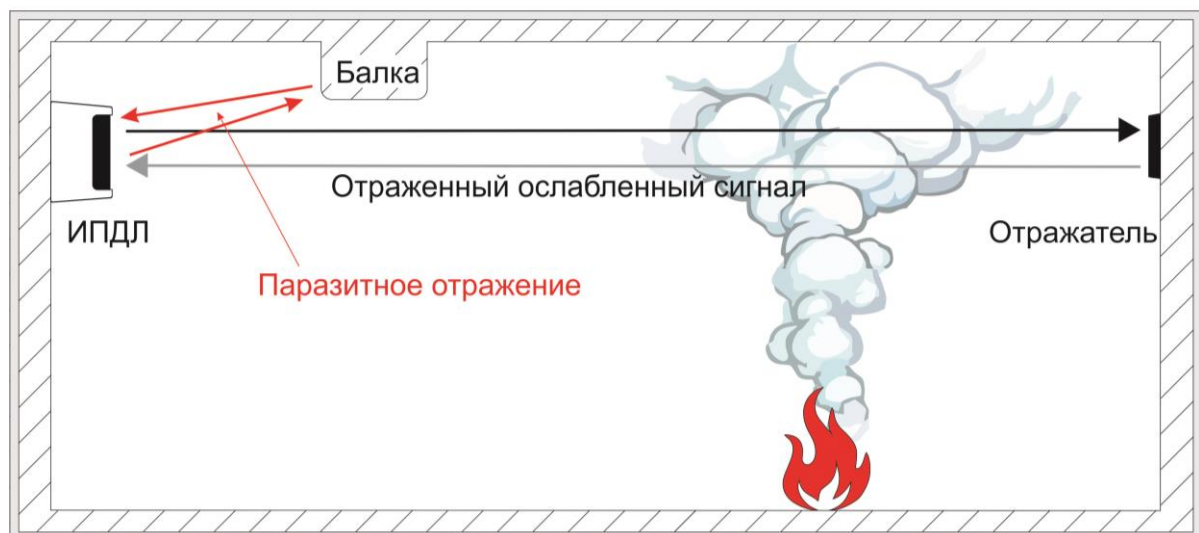 Балка
Отраженный ослабленный сигнал
ИПДЛ
Отражатель
Паразитное отражение